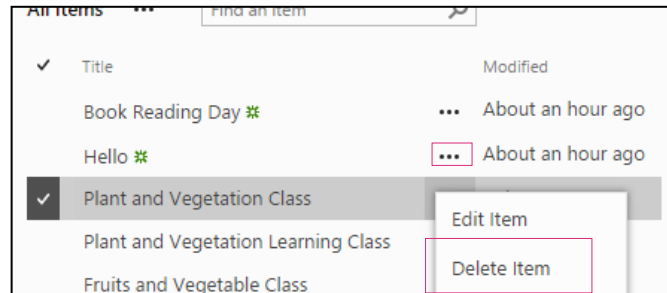 All Items ••• Find an item
Title Modified
Book Reading Day ••• About an hour ago
Hello ••• About an hour ago
Plant and Vegetation Class
Edit Item
Plant and Vegetation Learning Class
Delete Item
Fruits and Vegetable Class